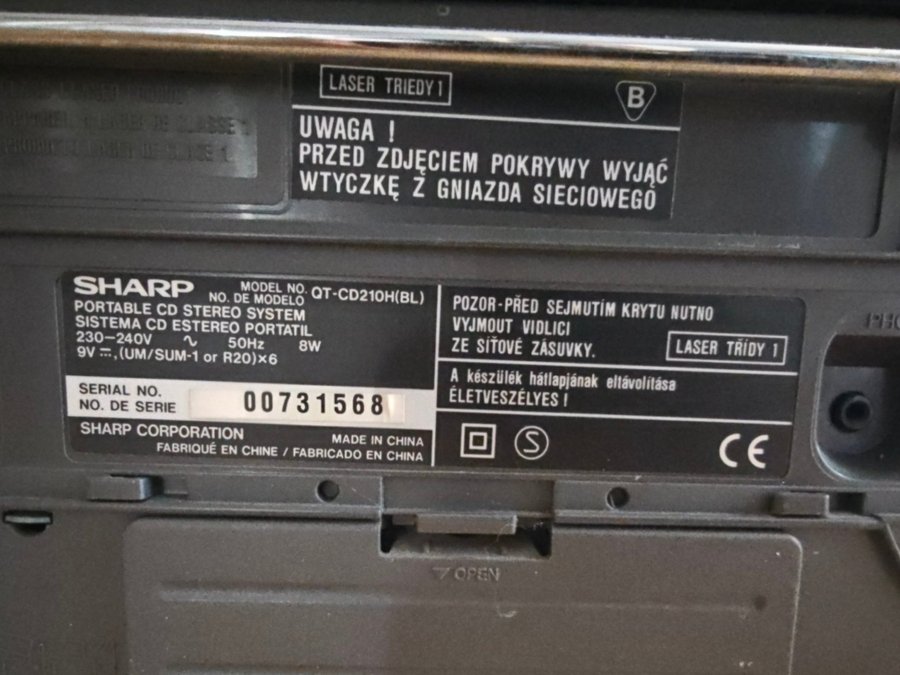 LASER TRIEDY 1
B
UWAGA !
PRZED ZDJĘCIEM POKRYWY WYJĄĆ
WTYCZKĘ Z GNIAZDA SIECIOWEGO
SHARP
MODEL NO.
NO. DE MODELO
QT-CD210H(BL)
PORTABLE CD STEREO SYSTEM
SISTEMA CD ESTEREO PORTATIL
230-240V ∿ 50Hz 8W
9V ⎓, (UM/SUM-1 or R20)×6
SERIAL NO.
NO. DE SERIE
00731568
SHARP CORPORATION
MADE IN CHINA
FABRIQUÉ EN CHINE / FABRICADO EN CHINA
POZOR-PŘED SEJMUTÍM KRYTU NUTNO
VYJMOUT VIDLICI
ZE SÍŤOVÉ ZÁSUVKY.
LASER TŘÍDY 1
A készülék hátlapjának eltávolítása
ÉLETVESZÉLYES !
S
CE
OPEN